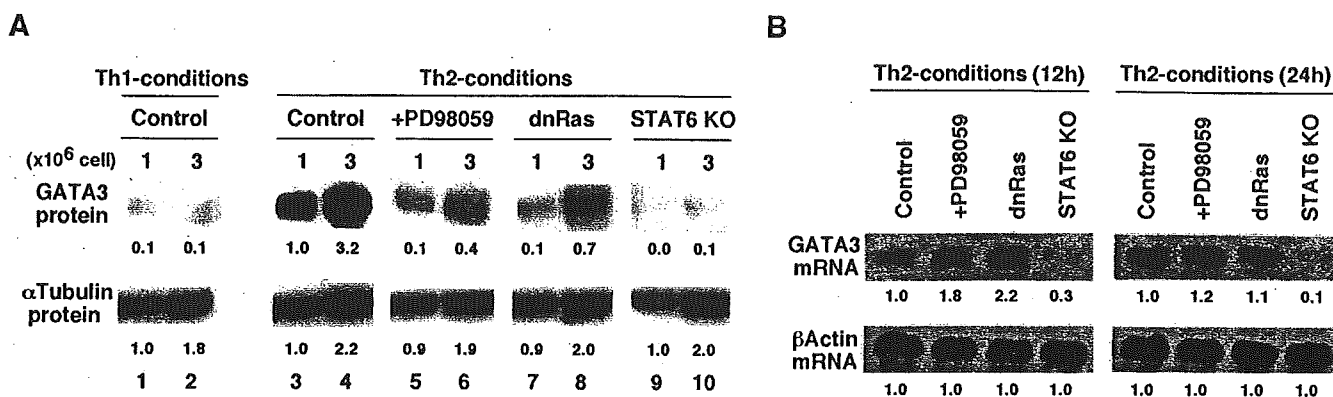 A
Th1-conditions Th2-conditions
Control Control +PD98059 dnRas STAT6 KO
(x10⁶ cell) 1 3 1 3 1 3 1 3 1 3
GATA3
protein
0.1 0.1 1.0 3.2 0.1 0.4 0.1 0.7 0.0 0.1
αTubulin
protein
1.0 1.8 1.0 2.2 0.9 1.9 0.9 2.0 1.0 2.0
1 2 3 4 5 6 7 8 9 10
B
Th2-conditions (12h) Th2-conditions (24h)
Control +PD98059 dnRas STAT6 KO Control +PD98059 dnRas STAT6 KO
GATA3
mRNA
1.0 1.8 2.2 0.3 1.0 1.2 1.1 0.1
βActin
mRNA
1.0 1.0 1.0 1.0 1.0 1.0 1.0 1.0